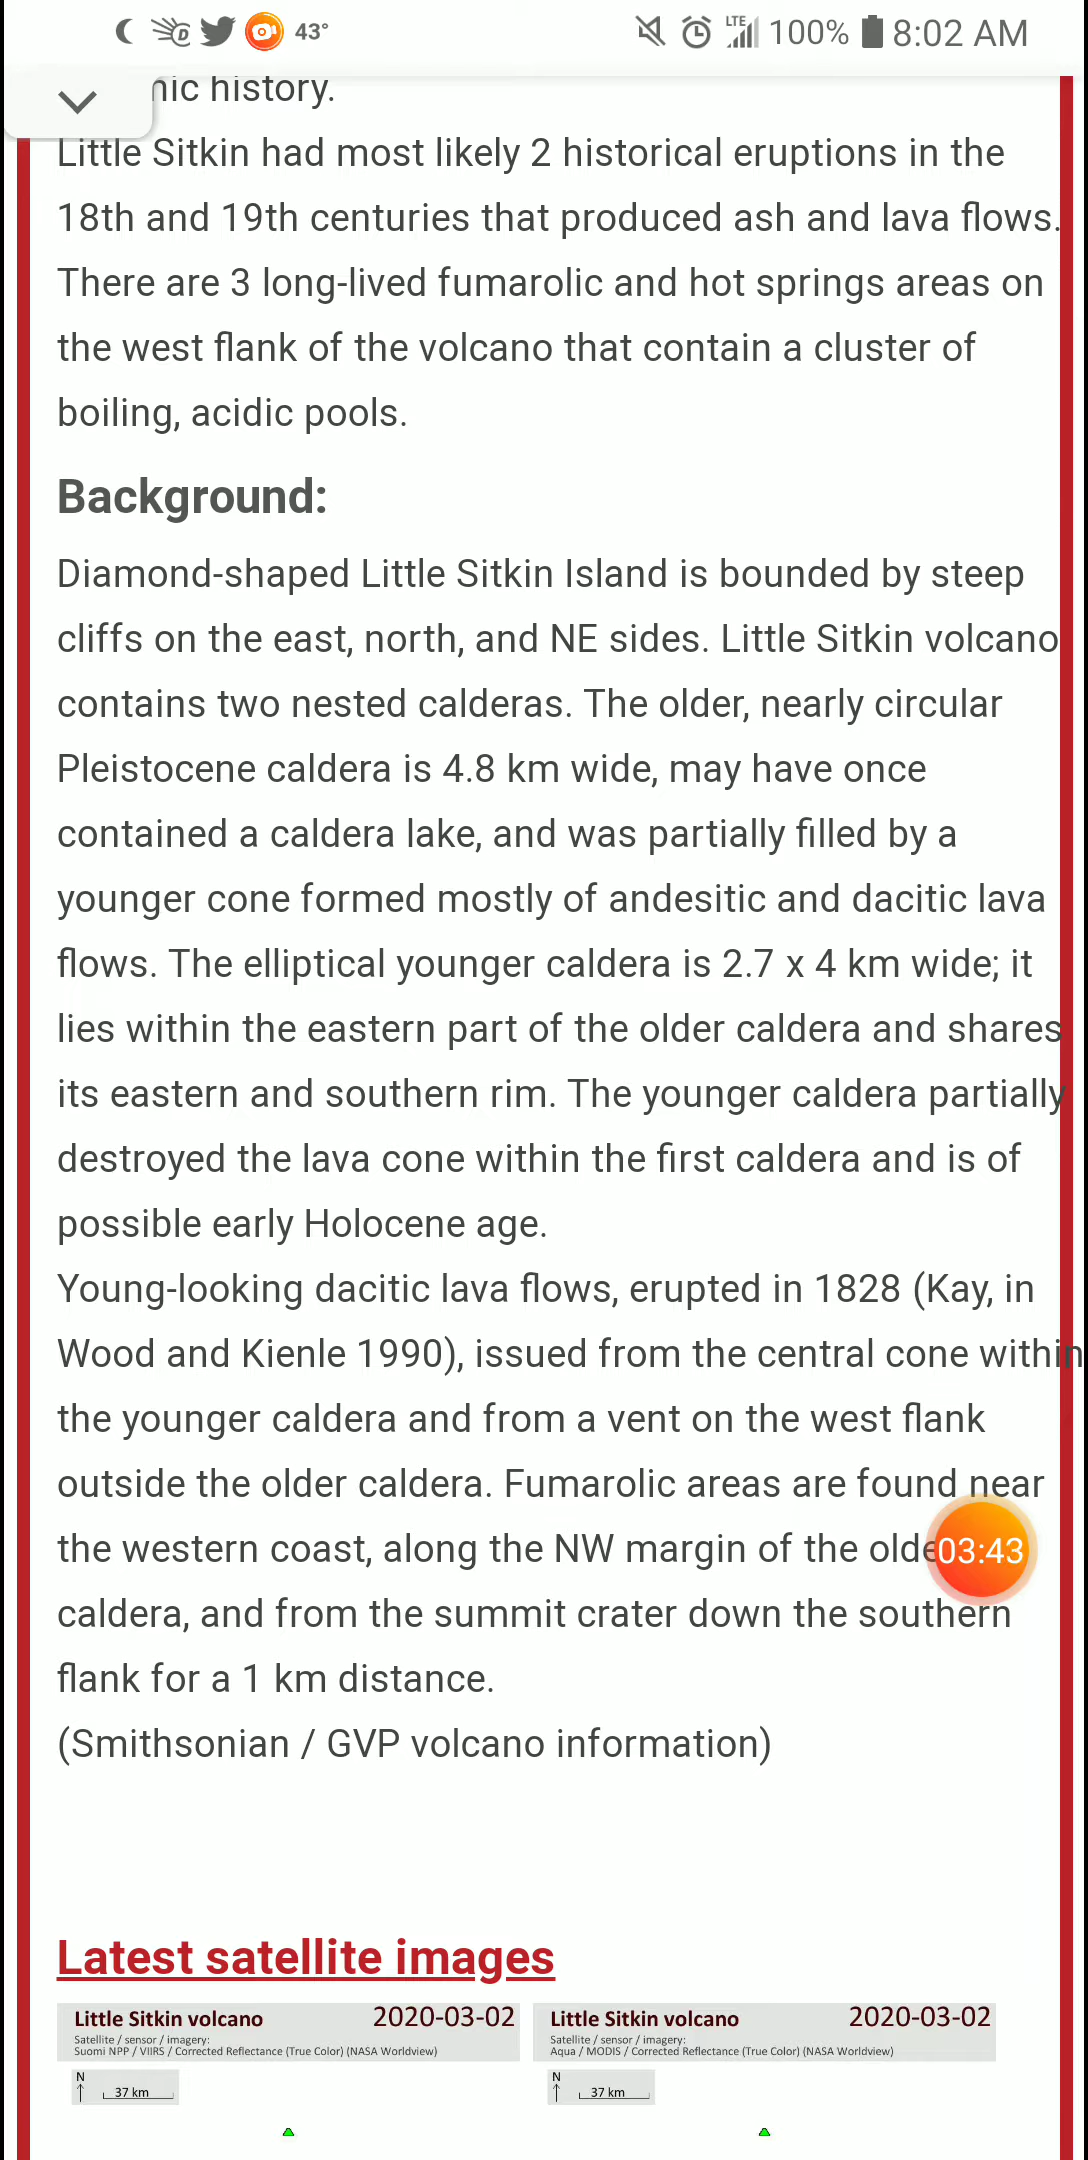 43°
LTE 100% 8:02 AM
history.
Little Sitkin had most likely 2 historical eruptions in the
18th and 19th centuries that produced ash and lava flows.
There are 3 long-lived fumarolic and hot springs areas on
the west flank of the volcano that contain a cluster of
boiling, acidic pools.
Background:
Diamond-shaped Little Sitkin Island is bounded by steep
cliffs on the east, north, and NE sides. Little Sitkin volcano
contains two nested calderas. The older, nearly circular
Pleistocene caldera is 4.8 km wide, may have once
contained a caldera lake, and was partially filled by a
younger cone formed mostly of andesitic and dacitic lava
flows. The elliptical younger caldera is 2.7 x 4 km wide; it
lies within the eastern part of the older caldera and shares
its eastern and southern rim. The younger caldera partially
destroyed the lava cone within the first caldera and is of
possible early Holocene age.
Young-looking dacitic lava flows, erupted in 1828 (Kay, in
Wood and Kienle 1990), issued from the central cone within
the younger caldera and from a vent on the west flank
outside the older caldera. Fumarolic areas are found near
the western coast, along the NW margin of the olde
03:43
caldera, and from the summit crater down the southern
flank for a 1 km distance.
(Smithsonian / GVP volcano information)
Latest satellite images
Little Sitkin volcano 2020-03-02
Satellite / sensor / imagery:
Suomi NPP / VIIRS / Corrected Reflectance (True Color) (NASA Worldview)
N
37 km
Little Sitkin volcano 2020-03-02
Satellite / sensor / imagery:
Aqua / MODIS / Corrected Reflectance (True Color) (NASA Worldview)
N
37 km